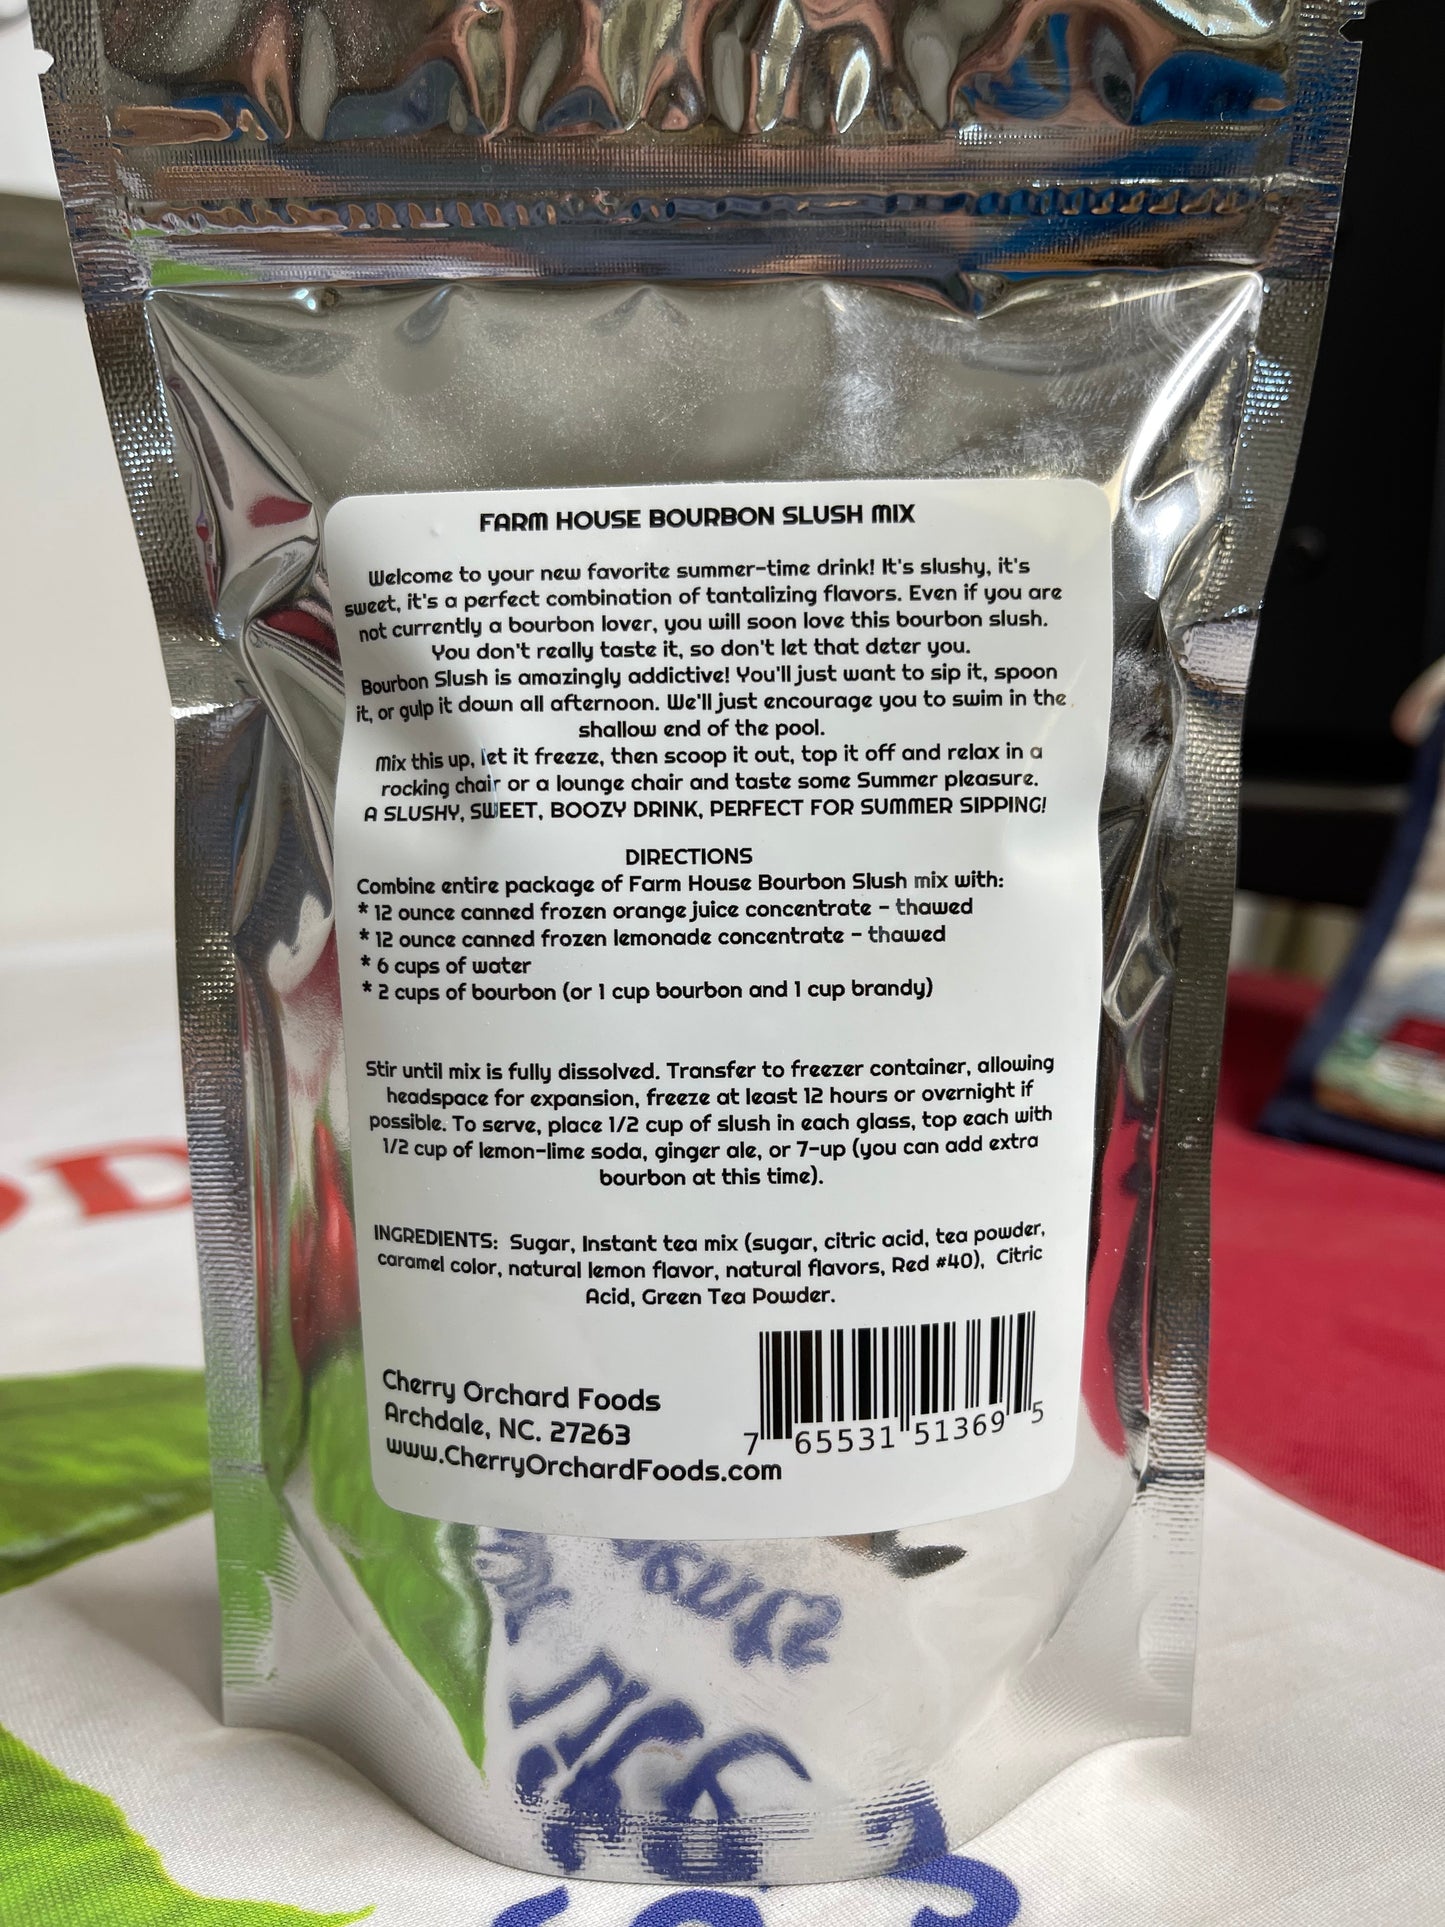 FARM HOUSE BOURBON SLUSH MIX
Welcome to your new favorite summer-time drink! It's slushy, it's
sweet, it's a perfect combination of tantalizing flavors. Even if you are
not currently a bourbon lover, you will soon love this bourbon slush.
You don't really taste it, so don't let that deter you.
Bourbon Slush is amazingly addictive! You'll just want to sip it, spoon
it, or gulp it down all afternoon. We'll just encourage you to swim in the
shallow end of the pool.
Mix this up, let it freeze, then scoop it out, top it off and relax in a
rocking chair or a lounge chair and taste some Summer pleasure.
A SLUSHY, SWEET, BOOZY DRINK, PERFECT FOR SUMMER SIPPING!
DIRECTIONS
Combine entire package of Farm House Bourbon Slush mix with:
* 12 ounce canned frozen orange juice concentrate - thawed
* 12 ounce canned frozen lemonade concentrate - thawed
* 6 cups of water
* 2 cups of bourbon (or 1 cup bourbon and 1 cup brandy)
Stir until mix is fully dissolved. Transfer to freezer container, allowing
headspace for expansion, freeze at least 12 hours or overnight if
possible. To serve, place 1/2 cup of slush in each glass, top each with
1/2 cup of lemon-lime soda, ginger ale, or 7-up (you can add extra
bourbon at this time).
INGREDIENTS: Sugar, Instant tea mix (sugar, citric acid, tea powder,
caramel color, natural lemon flavor, natural flavors, Red #40), Citric
Acid, Green Tea Powder.
Cherry Orchard Foods
Archdale, NC. 27263
www.CherryOrchardFoods.com
7 65531 51369 5